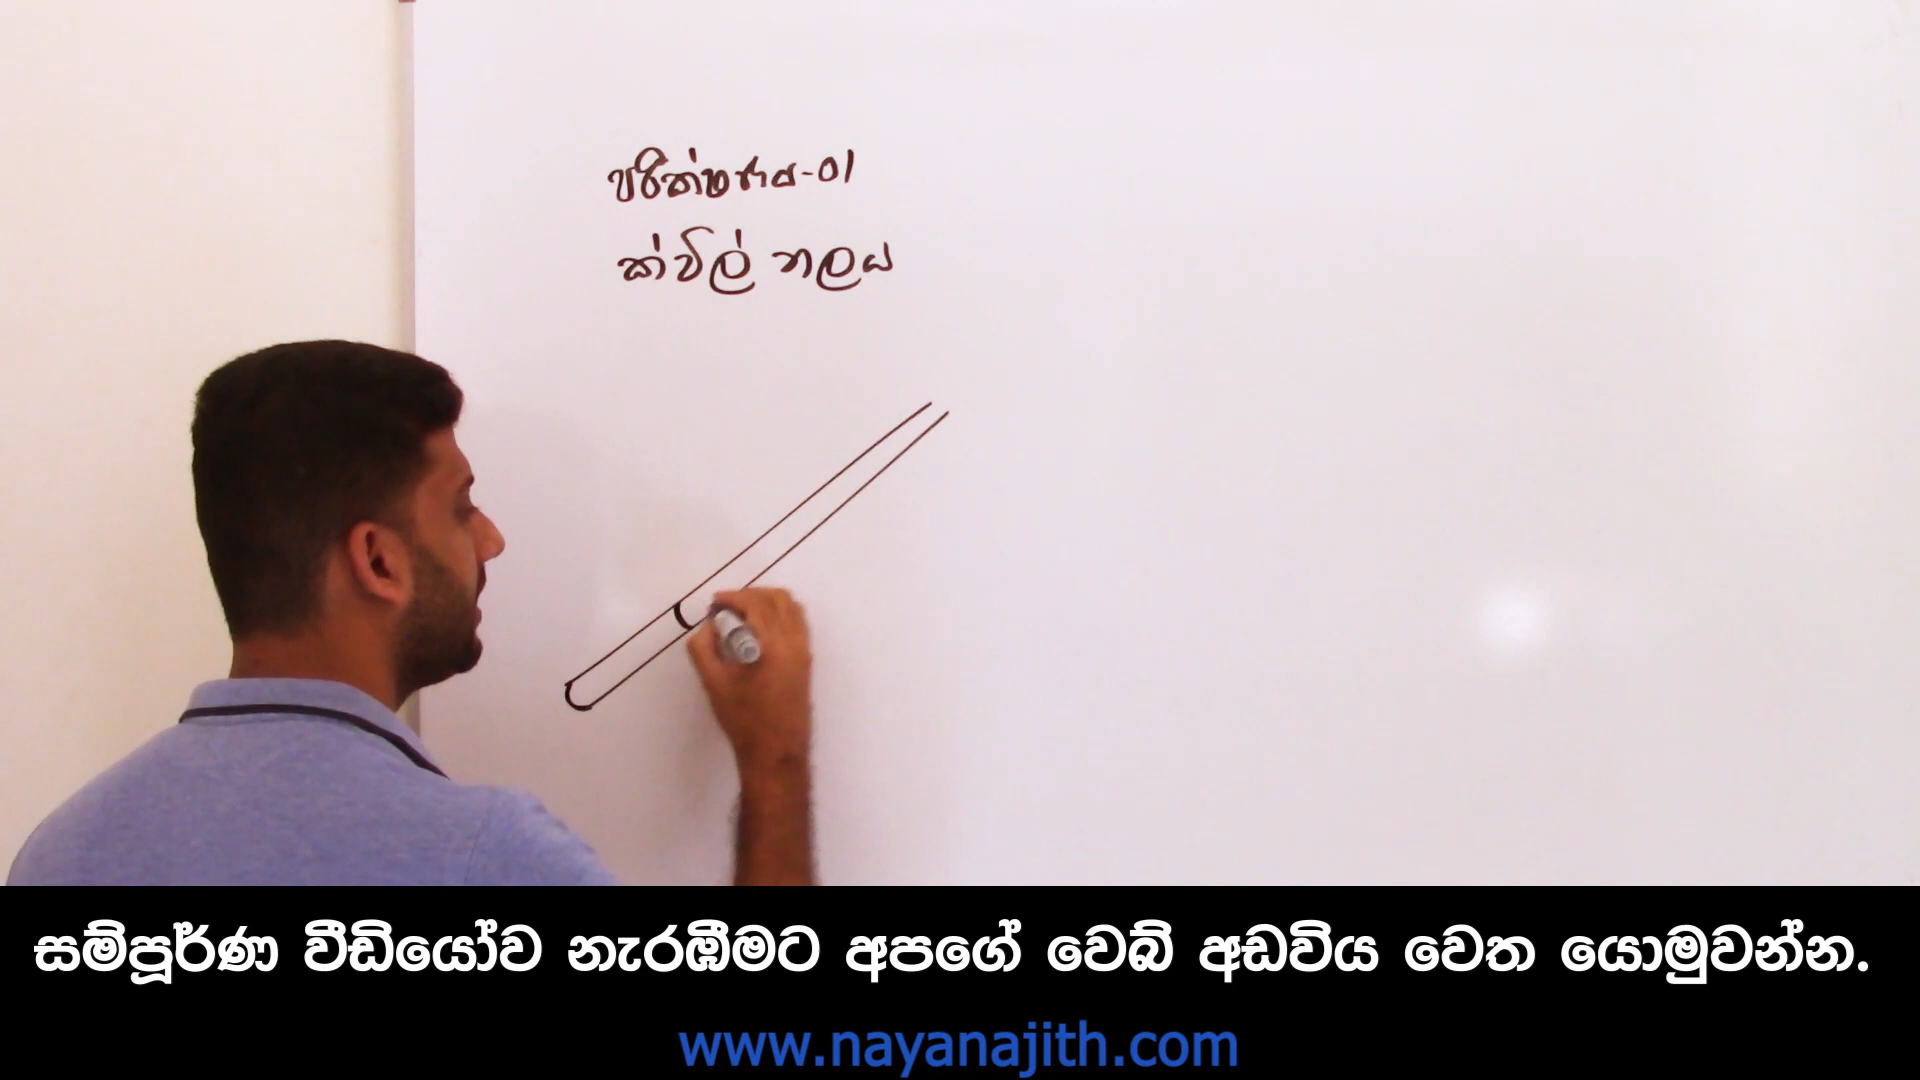 පරීක්ෂණය-01
ක්විල් නලය
සම්පූර්ණ වීඩියෝව නැරඹීමට අපගේ වෙබ් අඩවිය වෙත යොමුවන්න.
www.nayanajith.com